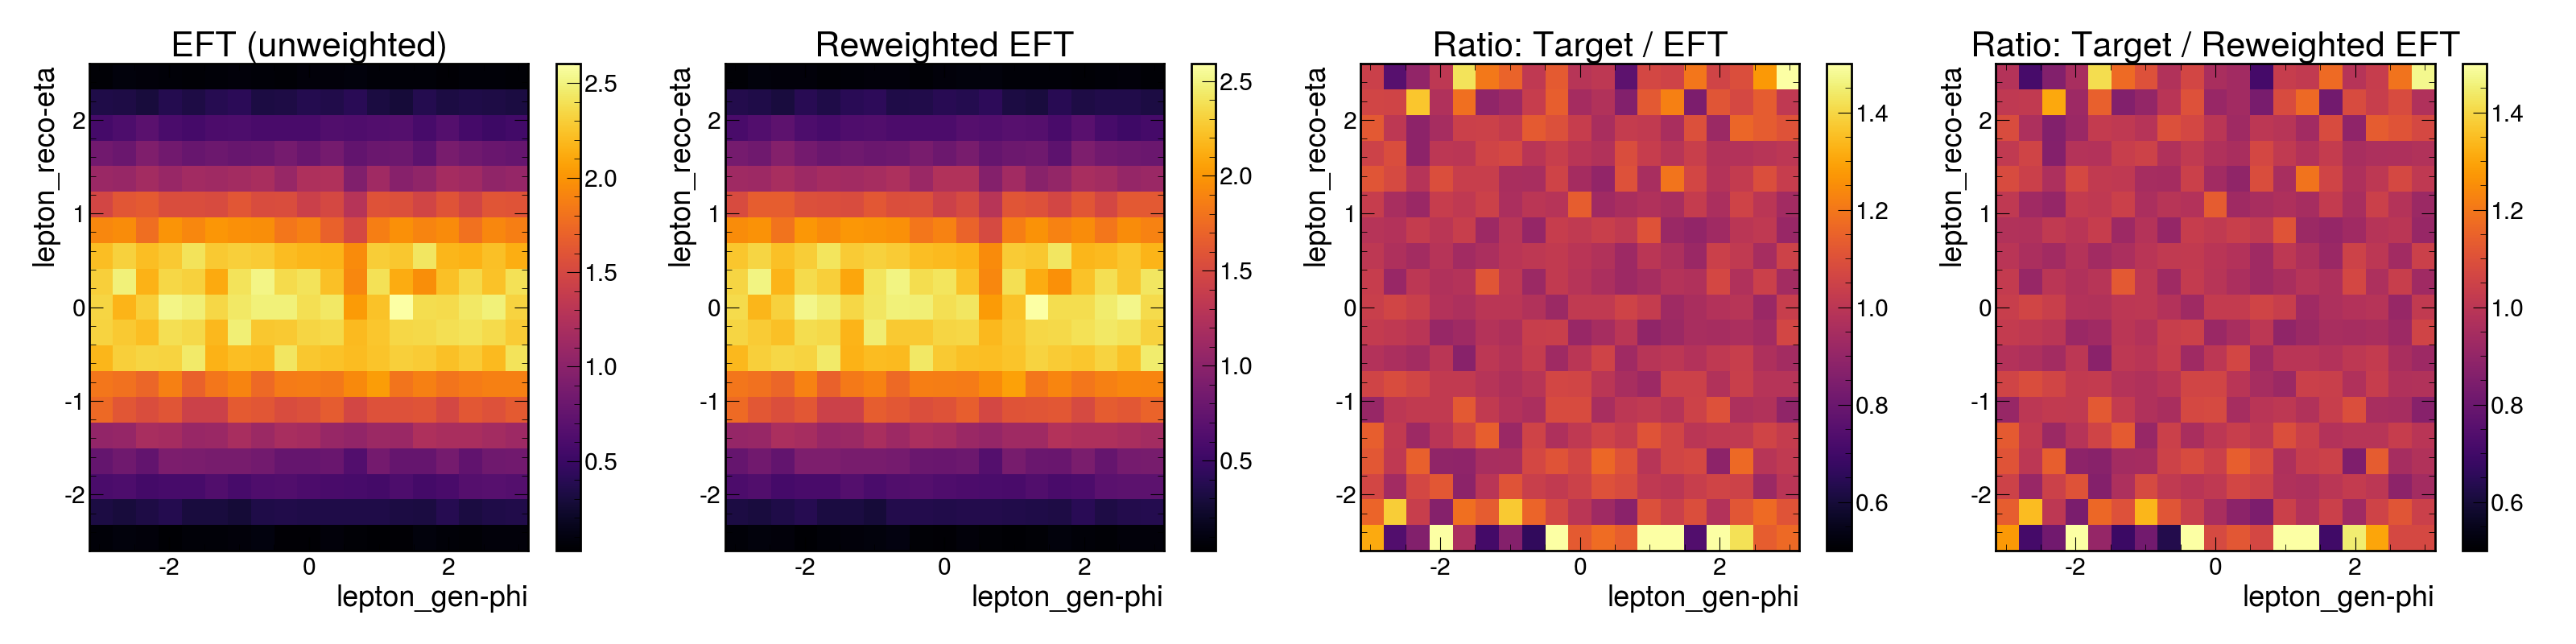 EFT (unweighted)
lepton_reco-eta
2
1
0
-1
-2
-2 0 2
lepton_gen-phi
2.5
2.0
1.5
1.0
0.5
Reweighted EFT
lepton_reco-eta
2
1
0
-1
-2
-2 0 2
lepton_gen-phi
2.5
2.0
1.5
1.0
0.5
Ratio: Target / EFT
lepton_reco-eta
2
1
0
-1
-2
-2 0 2
lepton_gen-phi
1.4
1.2
1.0
0.8
0.6
Ratio: Target / Reweighted EFT
lepton_reco-eta
2
1
0
-1
-2
-2 0 2
lepton_gen-phi
1.4
1.2
1.0
0.8
0.6